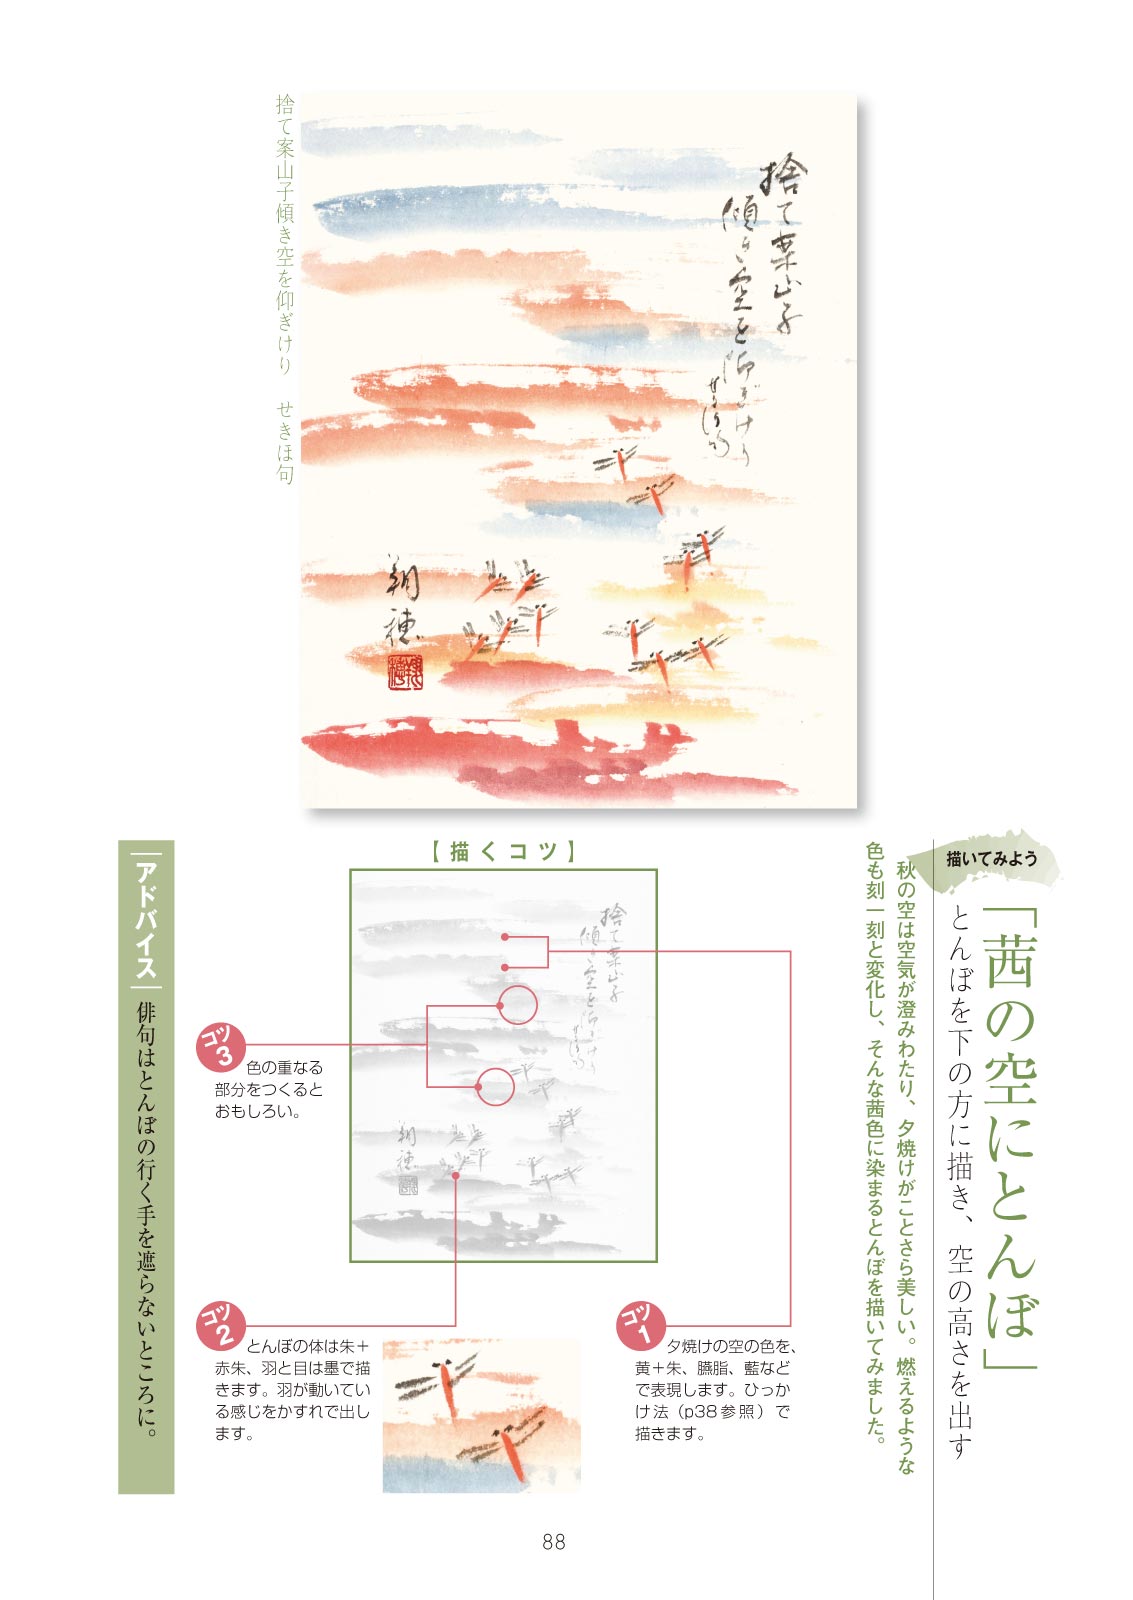 描いてみよう
「茜の空にとんぼ」
とんぼを下の方に描き、空の高さを出す
秋の空は空気が澄みわたり、夕焼けがことさら美しい。燃えるような
色も刻一刻と変化し、そんな茜色に染まるとんぼを描いてみました。
捨て案山子
傾き空を仰ぎけり
せきほ句
翔穂
捨て案山子傾き空を仰ぎけり せきほ句
【描くコツ】
コツ1
夕焼けの空の色を、
黄＋朱、臙脂、藍など
で表現します。ひっか
け法（p38参照）で
描きます。
コツ2
とんぼの体は朱＋
赤朱、羽と目は墨で描
きます。羽が動いてい
る感じをかすれで出し
ます。
コツ3
色の重なる
部分をつくると
おもしろい。
アドバイス
俳句はとんぼの行く手を遮らないところに。
88